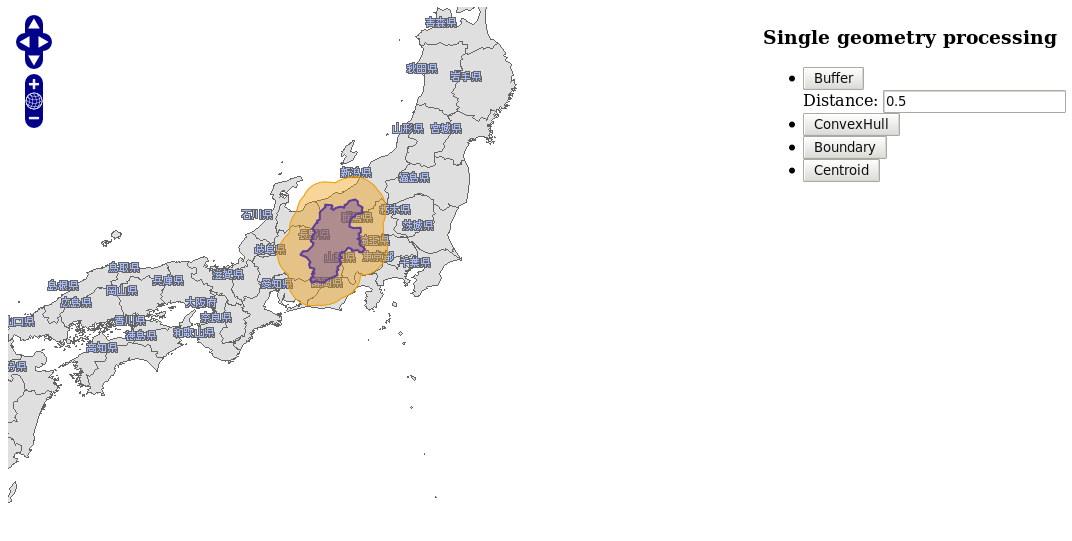 Single geometry processing
Buffer
Distance: 0.5
ConvexHull
Boundary
Centroid
秋田県
岩手県
山形県
宮城県
新潟県
福島県
石川県
栃木県
群馬県
茨城県
長野県
埼玉県
岐阜県
山梨県
東京都
千葉県
鳥取県
滋賀県
島根県
兵庫県
愛知県
静岡県
岡山県
広島県
大阪府
奈良県
香川県
山口県
徳島県
和歌山県
高知県